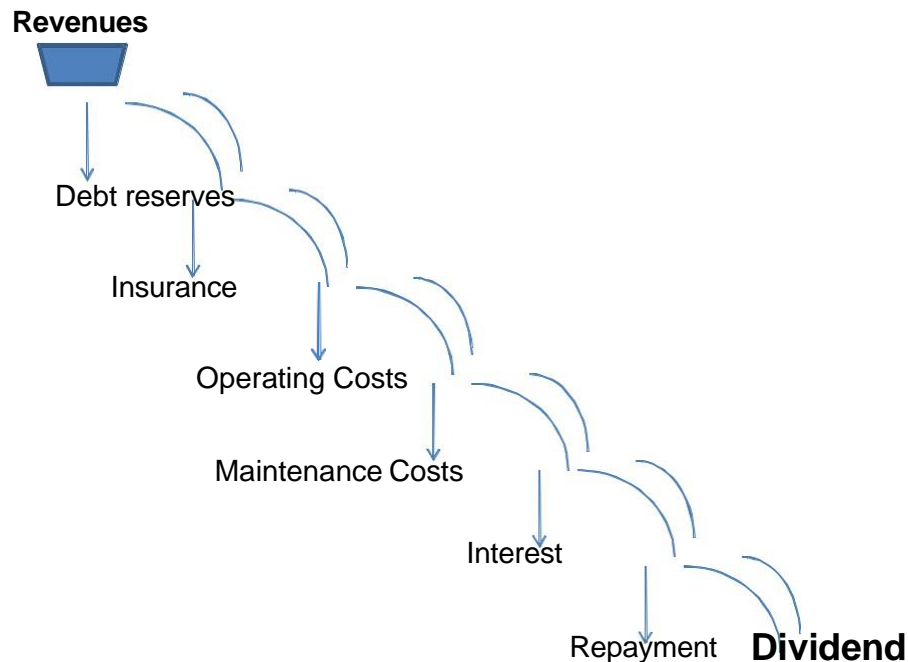 Revenues
Debt reserves
Insurance
Operating Costs
Maintenance Costs
Interest
Repayment
Dividend